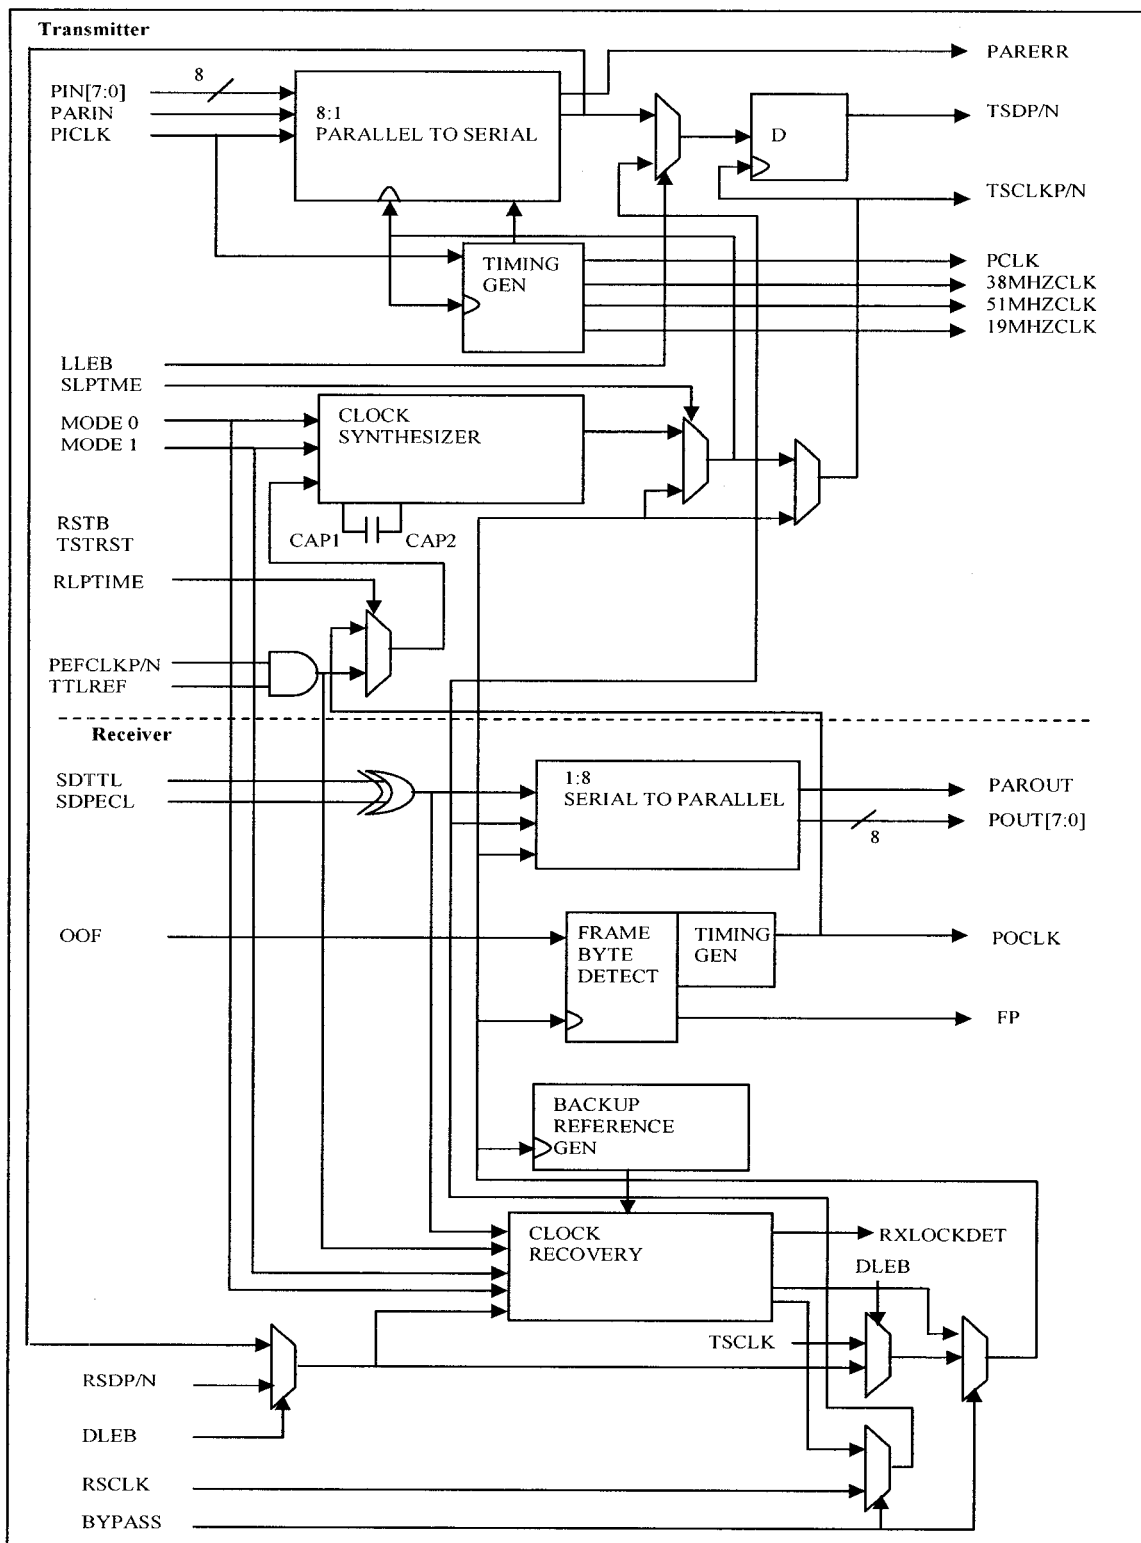 Transmitter
PARERR
8
PIN[7:0]
PARIN
PICLK
8:1
PARALLEL TO SERIAL
D
TSDP/N
TSCLKP/N
TIMING
GEN
PCLK
38MHZCLK
51MHZCLK
19MHZCLK
LLEB
SLPTME
MODE 0
MODE 1
CLOCK
SYNTHESIZER
RSTB
TSTRST
CAP1
CAP2
RLPTIME
PEFCLKP/N
TTLREF
Receiver
SDTTL
SDPECL
1:8
SERIAL TO PARALLEL
PAROUT
POUT[7:0]
8
OOF
FRAME
BYTE
DETECT
TIMING
GEN
POCLK
FP
BACKUP
REFERENCE
GEN
CLOCK
RECOVERY
RXLOCKDET
DLEB
TSCLK
RSDP/N
DLEB
RSCLK
BYPASS